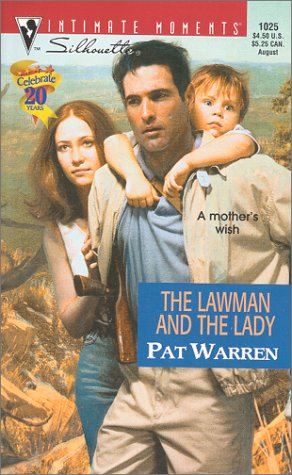 INTIMATE MOMENTS®
Silhouette®
TM
1025
$4.50 U.S.
$5.25 CAN.
August
Celebrate
20
YEARS
A mother's
wish
THE LAWMAN
AND THE LADY
PAT WARREN